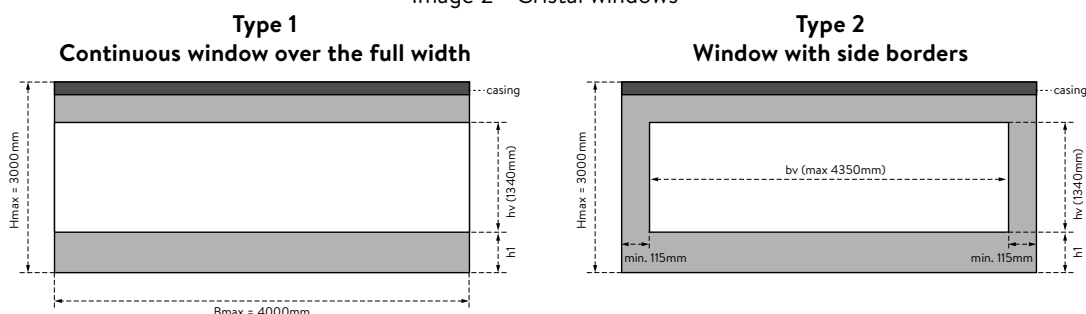 Image 2 - Cristal windows
Type 1
Continuous window over the full width
casing
Hmax = 3000mm
hv (1340mm)
h1
Bmax = 4000mm
Type 2
Window with side borders
casing
Hmax = 3000mm
bv (max 4350mm)
hv (1340mm)
min. 115mm
min. 115mm
h1